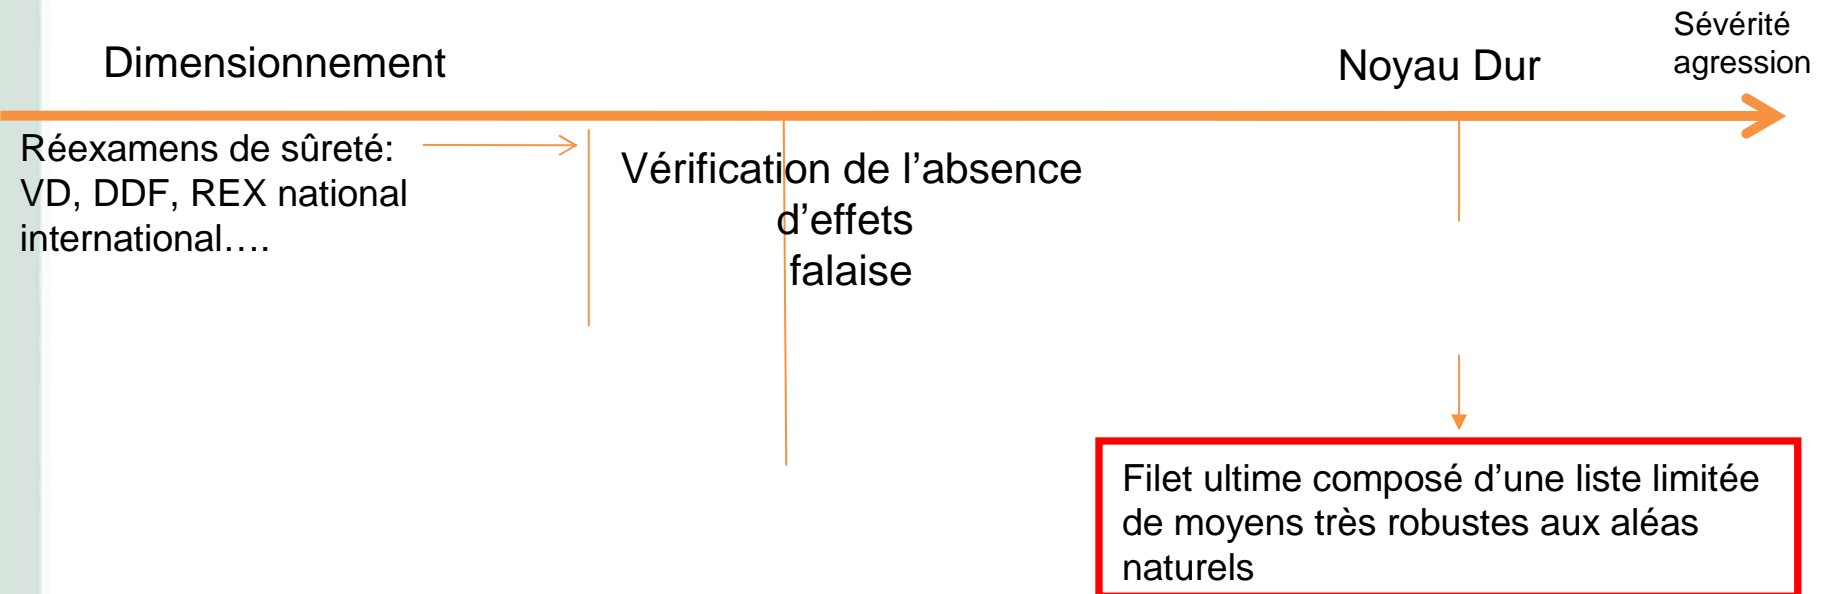 Dimensionnement
Noyau Dur
Sévérité
agression
Réexamens de sûreté:
VD, DDF, REX national
international….
Vérification de l’absence
d’effets
falaise
Filet ultime composé d’une liste limitée
de moyens très robustes aux aléas
naturels